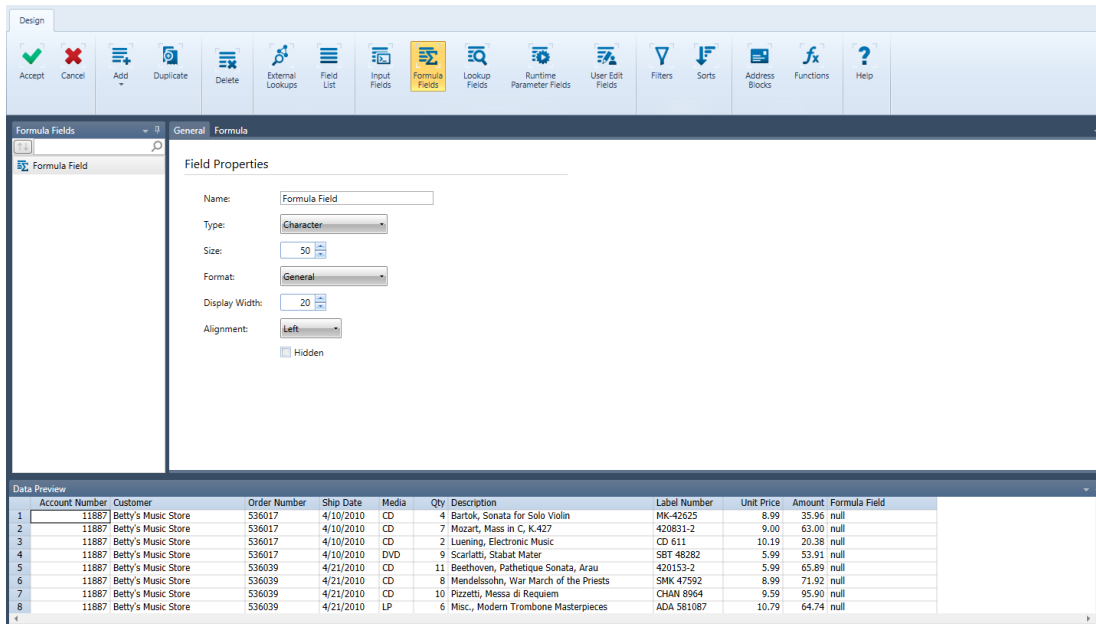 Design
Accept Cancel Add Duplicate Delete External Lookups Field List Input Fields Formula Fields Lookup Fields Runtime Parameter Fields User Edit Fields Filters Sorts Address Blocks Functions Help
Formula Fields General Formula
Formula Field
Field Properties
Name: Formula Field
Type: Character
Size: 50
Format: General
Display Width: 20
Alignment: Left
Hidden
Data Preview
Account Number Customer Order Number Ship Date Media Qty Description Label Number Unit Price Amount Formula Field
1 11887 Betty's Music Store 536017 4/10/2010 CD 4 Bartok, Sonata for Solo Violin MK-42625 8.99 35.96 null
2 11887 Betty's Music Store 536017 4/10/2010 CD 7 Mozart, Mass in C, K.427 420831-2 9.00 63.00 null
3 11887 Betty's Music Store 536017 4/10/2010 CD 2 Luening, Electronic Music CD 611 10.19 20.38 null
4 11887 Betty's Music Store 536017 4/10/2010 DVD 9 Scarlatti, Stabat Mater SBT 48282 5.99 53.91 null
5 11887 Betty's Music Store 536039 4/21/2010 CD 11 Beethoven, Pathetique Sonata, Arau 420153-2 5.99 65.89 null
6 11887 Betty's Music Store 536039 4/21/2010 CD 8 Mendelssohn, War March of the Priests SMK 47592 8.99 71.92 null
7 11887 Betty's Music Store 536039 4/21/2010 CD 10 Pizzetti, Messa di Requiem CHAN 8964 9.59 95.90 null
8 11887 Betty's Music Store 536039 4/21/2010 LP 6 Misc., Modern Trombone Masterpieces ADA 581087 10.79 64.74 null